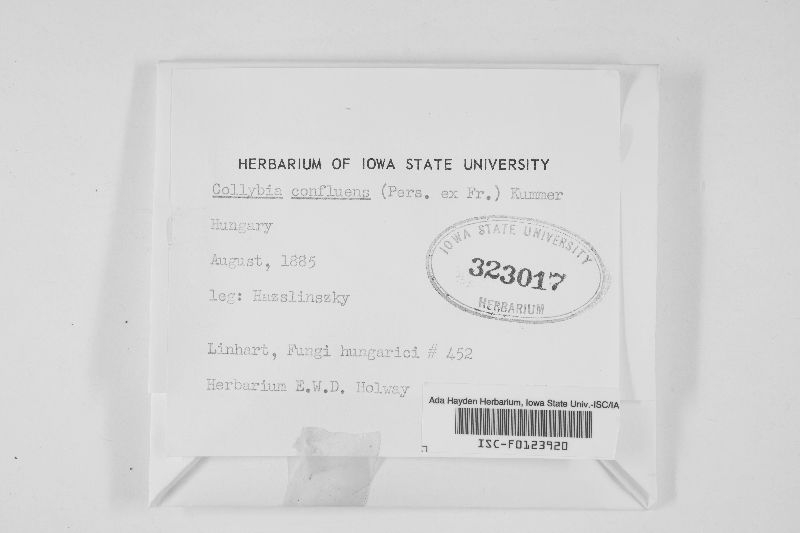 HERBARIUM OF IOWA STATE UNIVERSITY
Collybia confluens (Pers. ex Fr.) Kummer
Hungary
August, 1885
leg: Hazslinszky
IOWA STATE UNIVERSITY
323017
HERBARIUM
Linhart, Fungi hungarici # 452
Herbarium E.W.D. Holway
Ada Hayden Herbarium, Iowa State Univ.-ISC/IA
ISC-F0123920